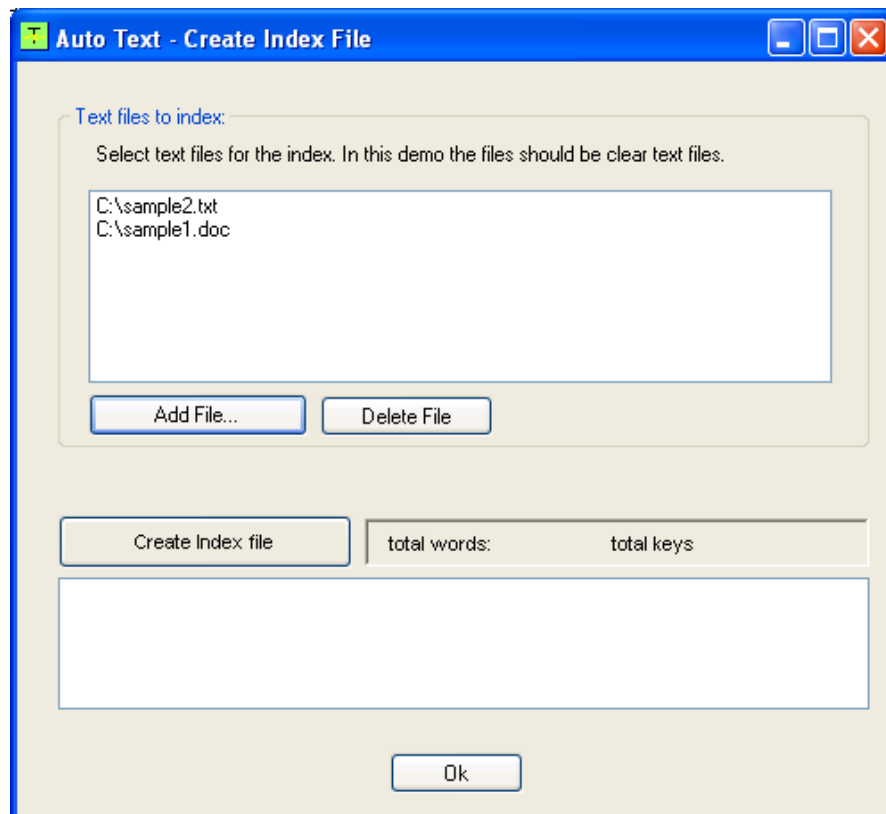 Auto Text - Create Index File
Text files to index:
Select text files for the index. In this demo the files should be clear text files.
C:\sample2.txt
C:\sample1.doc
Add File... Delete File
Create Index file total words: total keys
Ok